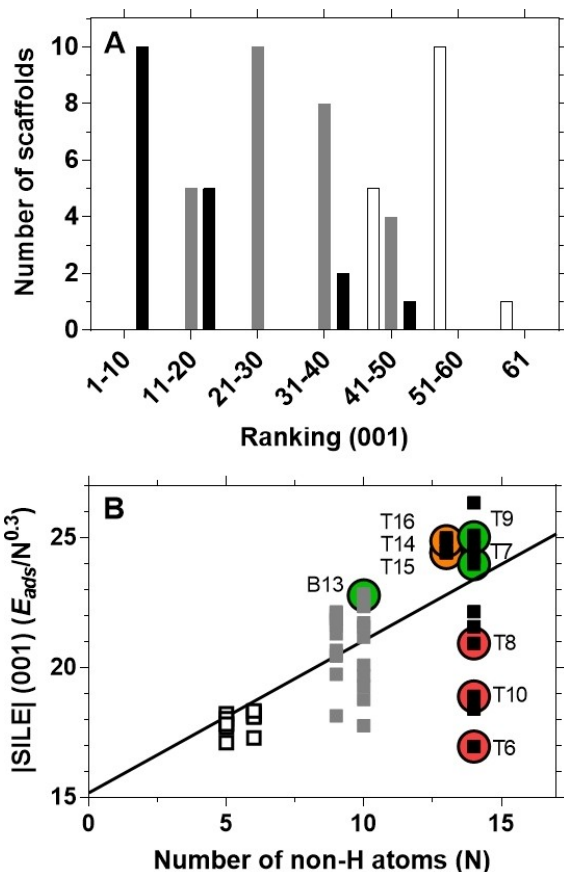 A
Number of scaffolds
10
8
6
4
2
0
1-10
11-20
21-30
31-40
41-50
51-60
61
Ranking (001)
B
|SILE| (001) (E_ads/N^0.3)
25
20
15
T16
T14
T15
B13
T9
T7
T8
T10
T6
0
5
10
15
Number of non-H atoms (N)